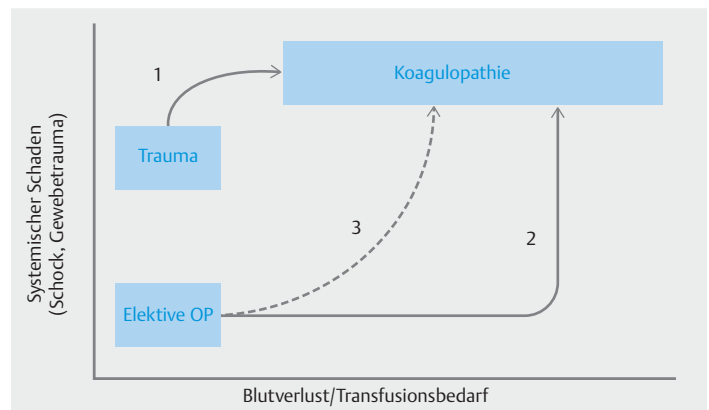 1
Koagulopathie
Trauma
3
2
Elektive OP
Systemischer Schaden
(Schock, Gewebetrauma)
Blutverlust/Transfusionsbedarf